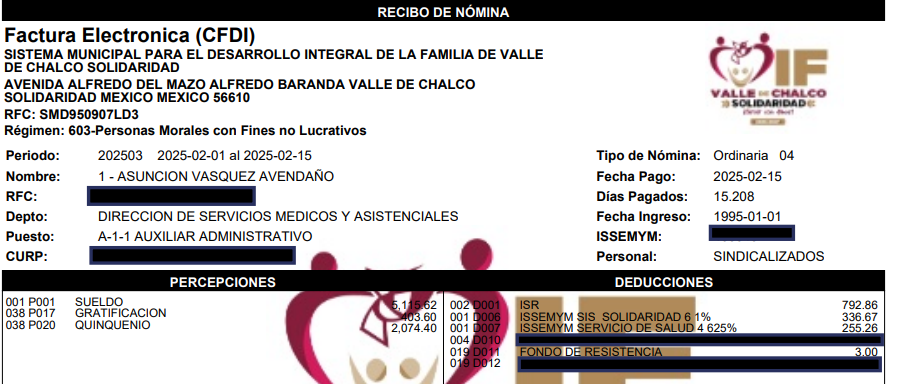 RECIBO DE NÓMINA
Factura Electronica (CFDI)
SISTEMA MUNICIPAL PARA EL DESARROLLO INTEGRAL DE LA FAMILIA DE VALLE
DE CHALCO SOLIDARIDAD
AVENIDA ALFREDO DEL MAZO ALFREDO BARANDA VALLE DE CHALCO
SOLIDARIDAD MEXICO MEXICO 56610
RFC: SMD950907LD3
Régimen: 603-Personas Morales con Fines no Lucrativos
DIF
VALLE DE CHALCO
SOLIDARIDAD
Periodo: 202503 2025-02-01 al 2025-02-15 Tipo de Nómina: Ordinaria 04
Nombre: 1 - ASUNCION VASQUEZ AVENDAÑO Fecha Pago: 2025-02-15
RFC: Días Pagados: 15.208
Depto: DIRECCION DE SERVICIOS MEDICOS Y ASISTENCIALES Fecha Ingreso: 1995-01-01
Puesto: A-1-1 AUXILIAR ADMINISTRATIVO ISSEMYM:
CURP: Personal: SINDICALIZADOS
PERCEPCIONES DEDUCCIONES
001 P001 SUELDO 5,115.62 002 D001 ISR 792.86
038 P017 GRATIFICACION 403.60 001 D006 ISSEMYM SIS SOLIDARIDAD 6 1% 336.67
038 P020 QUINQUENIO 2,074.40 001 D007 ISSEMYM SERVICIO DE SALUD 4 625% 255.26
004 D010
019 D011 FONDO DE RESISTENCIA 3.00
019 D012